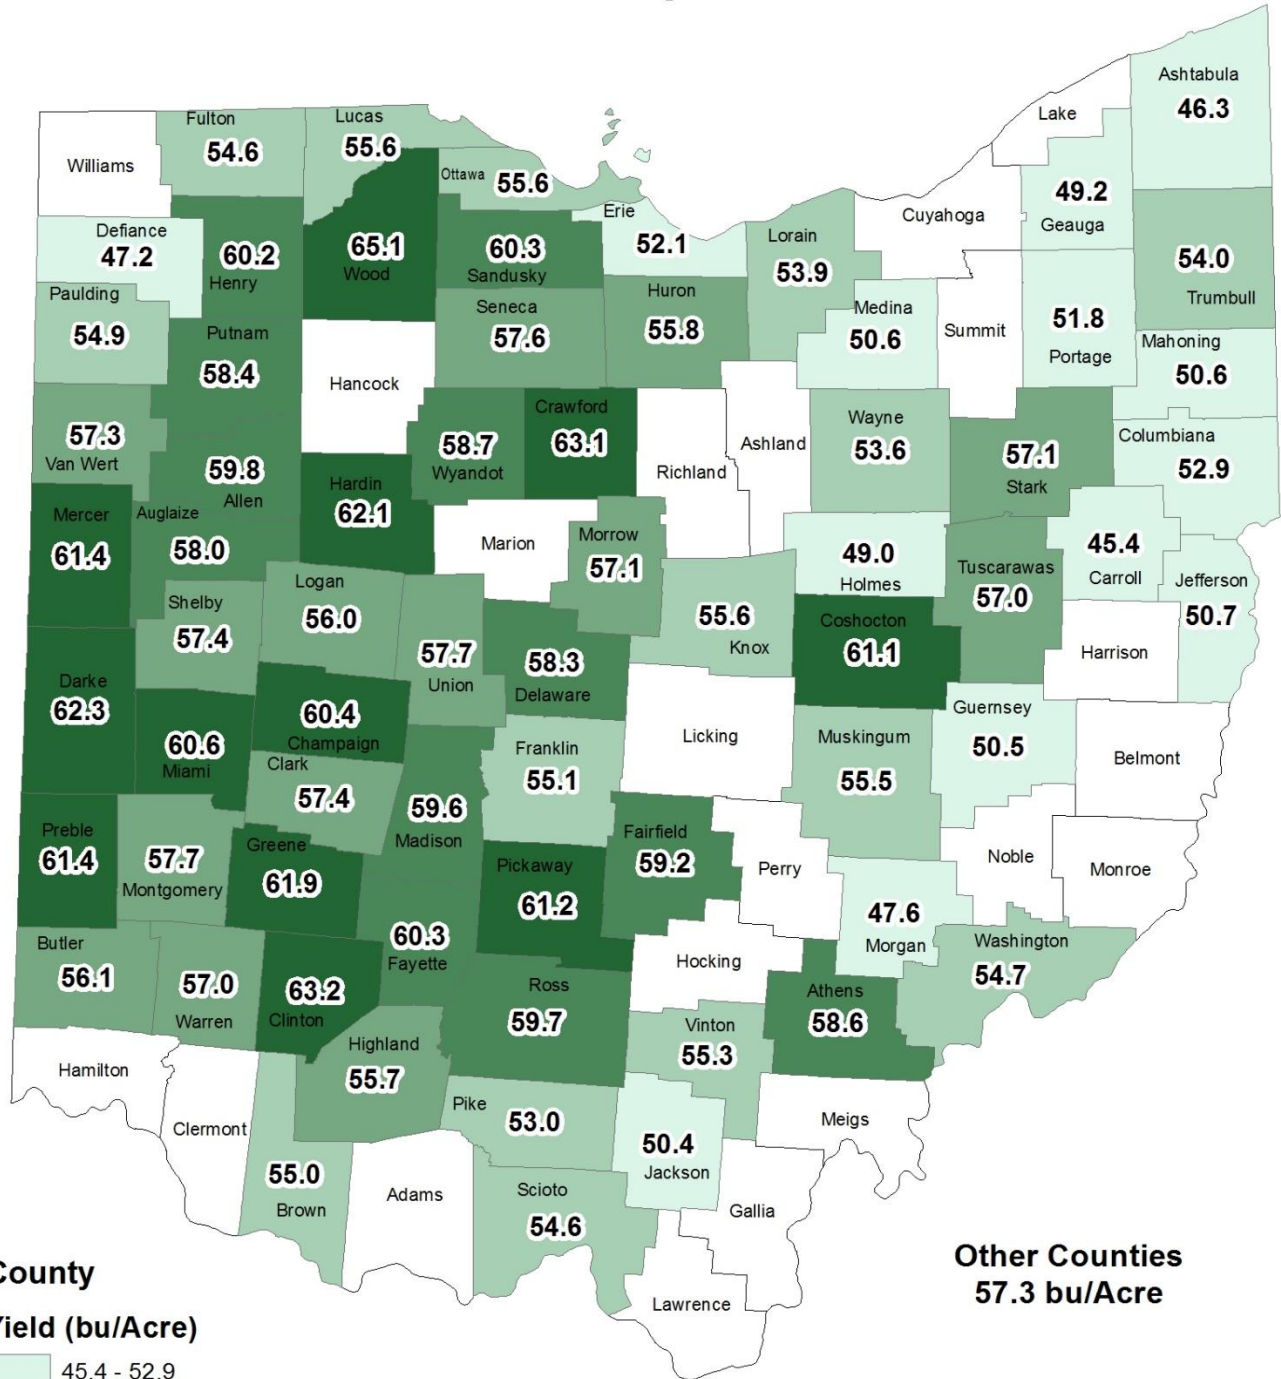 Ashtabula
46.3
Lake
Fulton
54.6
Lucas
55.6
Williams
Ottawa 55.6
49.2
Geauga
Erie
52.1
Cuyahoga
Defiance
47.2
60.2
Henry
65.1
Wood
60.3
Sandusky
Lorain
53.9
54.0
Trumbull
Paulding
54.9
Seneca
57.6
Huron
55.8
Medina
50.6
Summit
51.8
Portage
Putnam
58.4
Mahoning
50.6
Hancock
Crawford
63.1
Wayne
53.6
57.3
Van Wert
58.7
Wyandot
Ashland
Columbiana
52.9
57.1
Stark
59.8
Allen
Richland
Hardin
62.1
Mercer
61.4
Auglaize
58.0
Marion
Morrow
57.1
49.0
Holmes
45.4
Carroll
Tuscarawas
57.0
Jefferson
50.7
Logan
56.0
Shelby
57.4
55.6
Knox
Coshocton
61.1
57.7
Union
58.3
Delaware
Harrison
Darke
62.3
60.4
Champaign
Guernsey
50.5
60.6
Miami
Franklin
55.1
Licking
Muskingum
55.5
Belmont
Clark
57.4
59.6
Madison
Preble
61.4
57.7
Montgomery
Greene
61.9
Pickaway
61.2
Fairfield
59.2
Perry
Noble
Monroe
47.6
Morgan
60.3
Fayette
Butler
56.1
57.0
Warren
63.2
Clinton
Hocking
Washington
54.7
Ross
59.7
Athens
58.6
Vinton
55.3
Highland
55.7
Hamilton
Clermont
Pike
53.0
Meigs
50.4
Jackson
55.0
Brown
Adams
Scioto
54.6
Gallia
Other Counties
57.3 bu/Acre
County
Yield (bu/Acre)
Lawrence
45.4 - 52.9